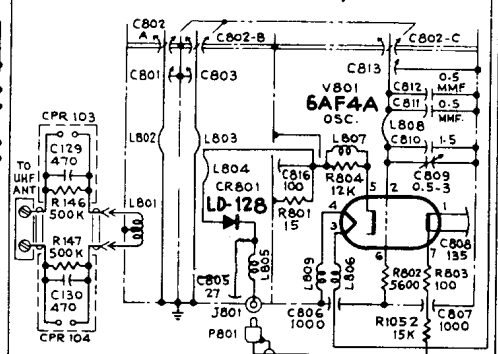 C802
A
C802-B
C802-C
C801
C803
C813
CPR 103
V801
6AF4A
OSC.
C812
0.5
MMF
C811
0.5
MMF.
L807
L808
C129
470
L802
L803
C810
1.5
TO
UHF
ANT
L804
C816
100
R804
12K
C809
0.5-3
R146
500K
L801
CR801
LD-128
R801
15
5
2
4
3
R147
500K
L805
L809
L806
6
7
C808
135
C130
470
C805
27
R802
5600
R803
100
J801
C806
1000
C807
1000
CPR 104
P801
R1052
15K